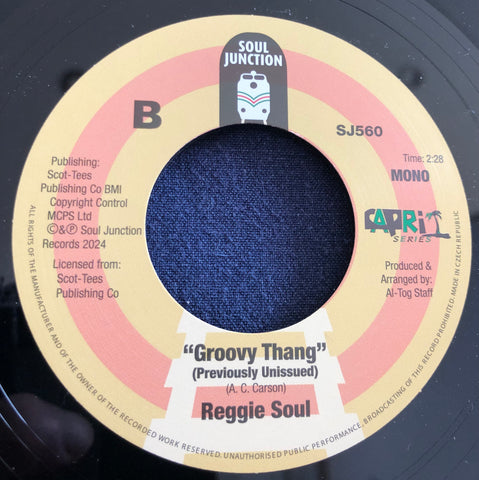 SOUL
JUNCTION
B
SJ560
Publishing:
Scot-Tees
Publishing Co BMI
Copyright Control
MCPS Ltd
©&℗ Soul Junction
Records 2024
Licensed from:
Scot-Tees
Publishing Co
Time: 2:28
MONO
CAPRI
SERIES
Produced &
Arranged by:
Al-Tog Staff
"Groovy Thang"
(Previously Unissued)
(A. C. Carson)
Reggie Soul
ALL RIGHTS OF THE MANUFACTURER AND OF THE OWNER OF THE RECORDED WORK RESERVED. UNAUTHORISED PUBLIC PERFORMANCE, BROADCASTING OF THIS RECORD PROHIBITED. MADE IN CZECH REPUBLIC